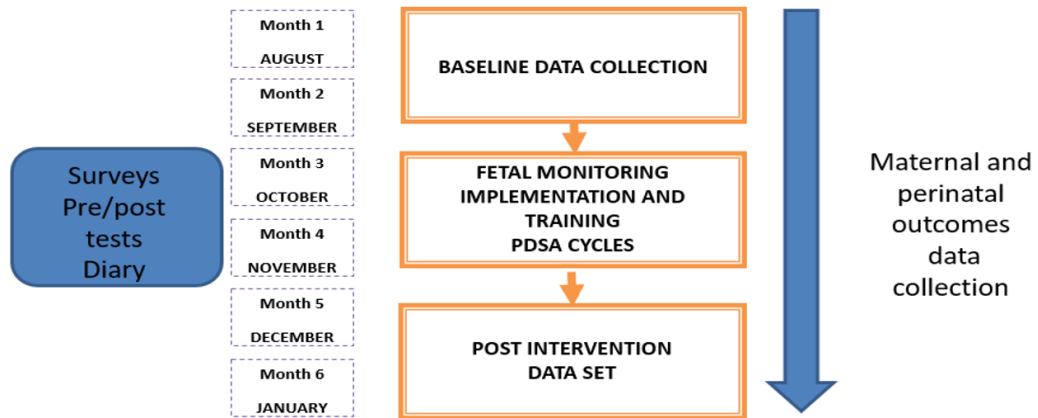 Month 1
AUGUST
Month 2
SEPTEMBER
Month 3
OCTOBER
Month 4
NOVEMBER
Month 5
DECEMBER
Month 6
JANUARY
Surveys
Pre/post
tests
Diary
BASELINE DATA COLLECTION
FETAL MONITORING
IMPLEMENTATION AND
TRAINING
PDSA CYCLES
POST INTERVENTION
DATA SET
Maternal and
perinatal
outcomes
data
collection